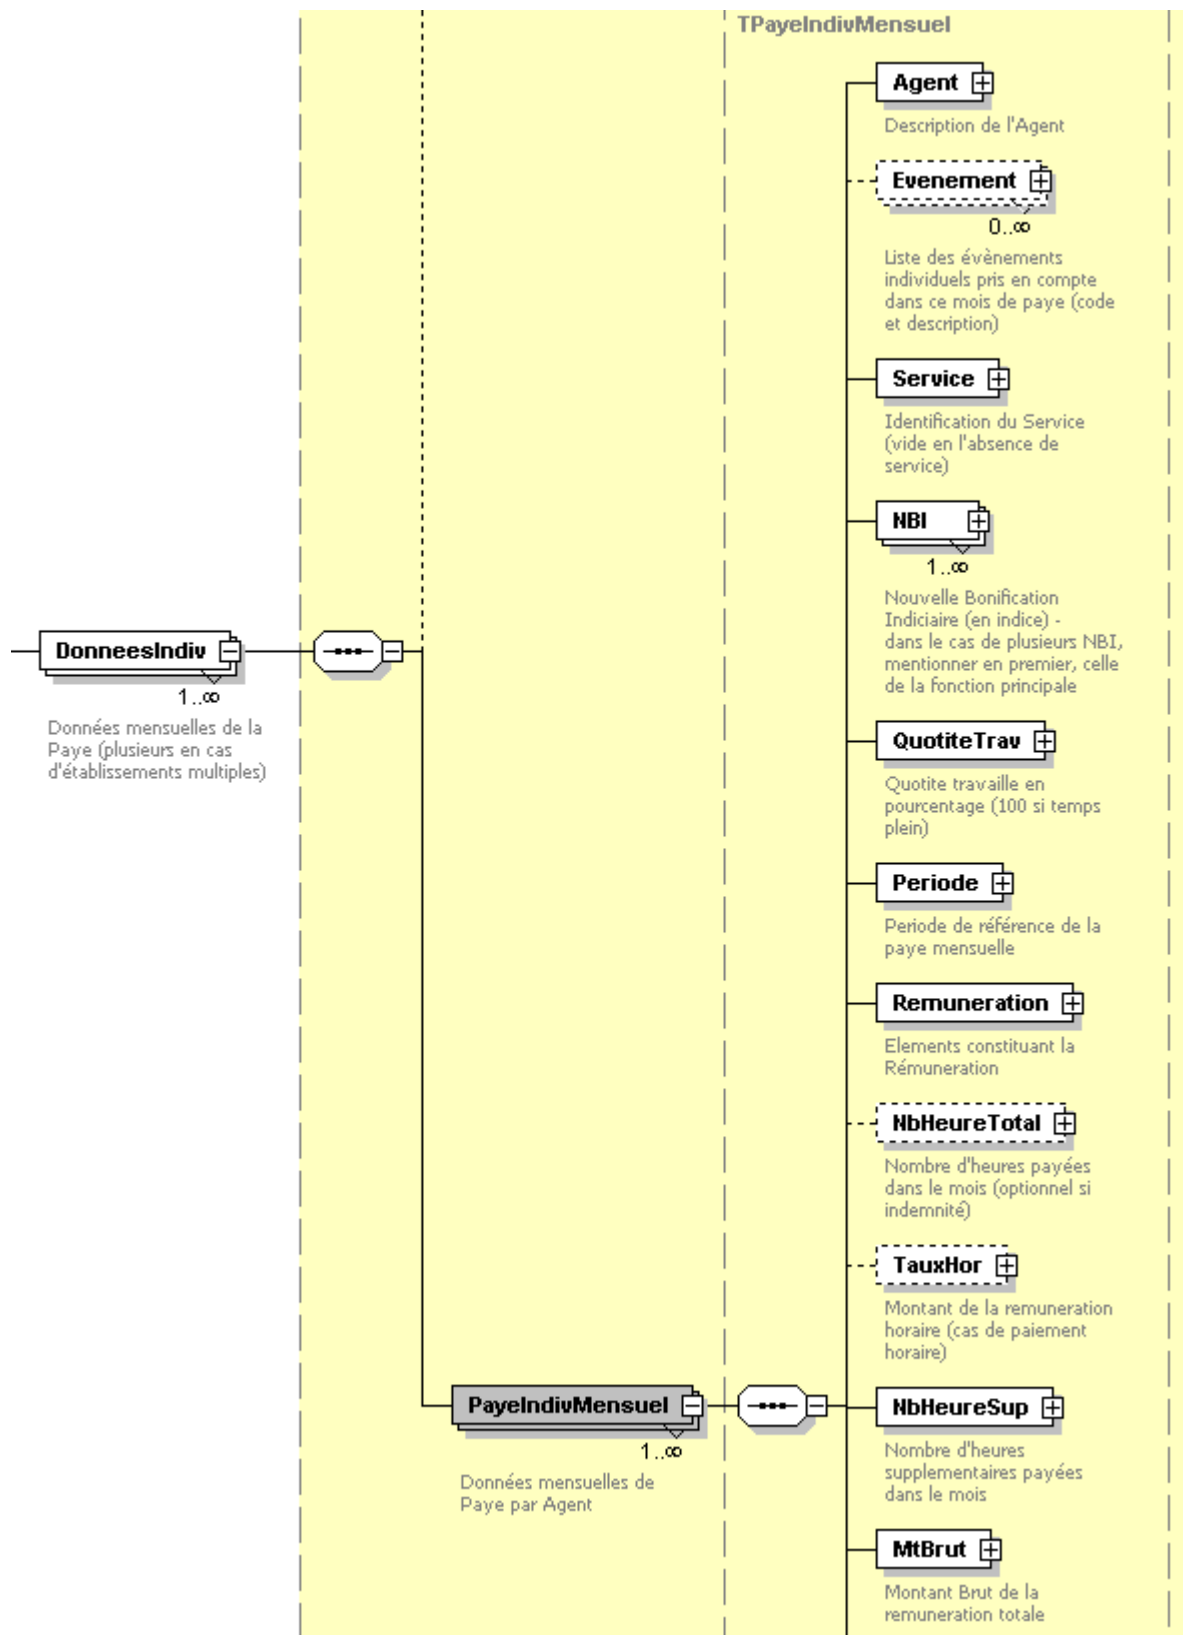 TPayeIndivMensuel
Agent
Description de l'Agent
Evenement
0..∞
Liste des évènements
individuels pris en compte
dans ce mois de paye (code
et description)
Service
Identification du Service
(vide en l'absence de
service)
NBI
1..∞
Nouvelle Bonification
Indiciaire (en indice) -
dans le cas de plusieurs NBI,
mentionner en premier, celle
de la fonction principale
DonneesIndiv
1..∞
Données mensuelles de la
Paye (plusieurs en cas
d'établissements multiples)
QuotiteTrav
Quotite travaille en
pourcentage (100 si temps
plein)
Periode
Periode de référence de la
paye mensuelle
Remuneration
Elements constituant la
Rémuneration
NbHeureTotal
Nombre d'heures payées
dans le mois (optionnel si
indemnité)
TauxHor
Montant de la remuneration
horaire (cas de paiement
horaire)
PayeIndivMensuel
1..∞
Données mensuelles de
Paye par Agent
NbHeureSup
Nombre d'heures
supplementaires payées
dans le mois
MtBrut
Montant Brut de la
remuneration totale